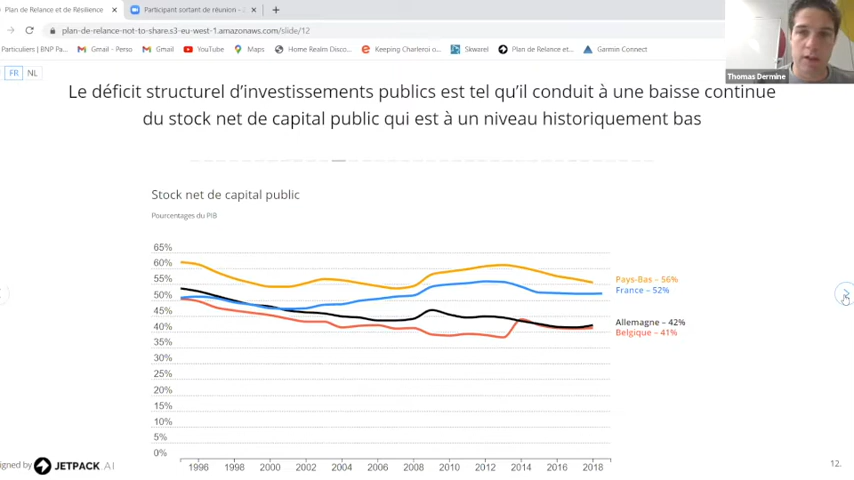 Plan de Relance et de Résilience
Participant sortant de réunion -
plan-de-relance-not-to-share.s3-eu-west-1.amazonaws.com/slide/12
Particuliers | BNP Pa...
Gmail - Perso
Gmail
YouTube
Maps
Home Realm Disco...
Keeping Charleroi o...
Skwarel
Plan de Relance et...
Garmin Connect
Thomas Dermine
FR NL
Le déficit structurel d'investissements publics est tel qu'il conduit à une baisse continue
du stock net de capital public qui est à un niveau historiquement bas
Stock net de capital public
Pourcentages du PIB
65%
60%
55%
50%
45%
40%
35%
30%
25%
20%
15%
10%
5%
0%
Pays-Bas – 56%
France – 52%
Allemagne – 42%
Belgique – 41%
1996 1998 2000 2002 2004 2006 2008 2010 2012 2014 2016 2018
igned by JETPACK.AI
12.